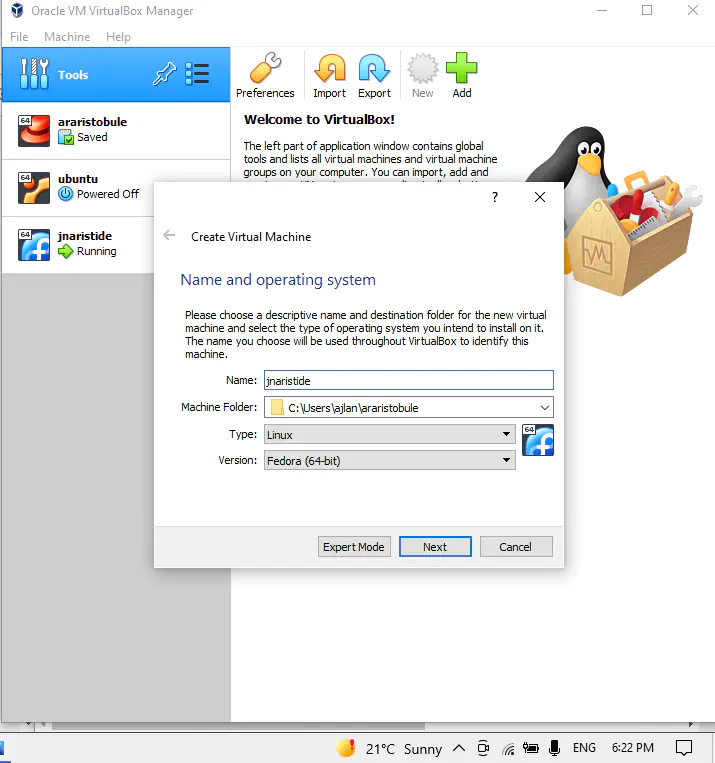 Oracle VM VirtualBox Manager
File Machine Help
Tools
Preferences Import Export New Add
64 araristobule
Saved
64 ubuntu
Powered Off
64 jnaristide
Running
Welcome to VirtualBox!
The left part of application window contains global
tools and lists all virtual machines and virtual machine
groups on your computer. You can import, add and
?
Create Virtual Machine
Name and operating system
Please choose a descriptive name and destination folder for the new virtual
machine and select the type of operating system you intend to install on it.
The name you choose will be used throughout VirtualBox to identify this
machine.
Name: jnaristide
Machine Folder: C:\Users\ajlan\araristobule
Type: Linux 64
Version: Fedora (64-bit)
Expert Mode Next Cancel
21°C Sunny ENG 6:22 PM